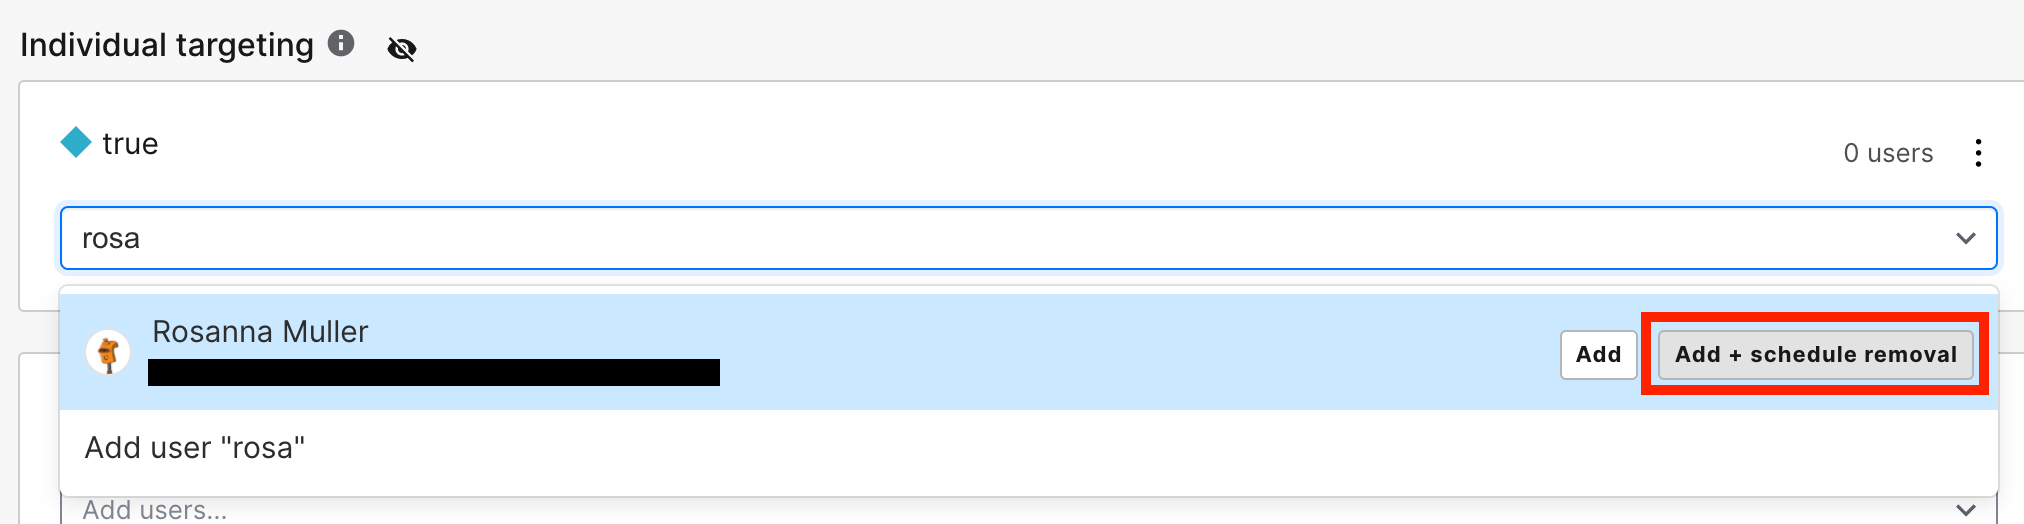 Individual targeting
true
0 users
rosa
Rosanna Muller
Add
Add + schedule removal
Add user "rosa"
Add users...